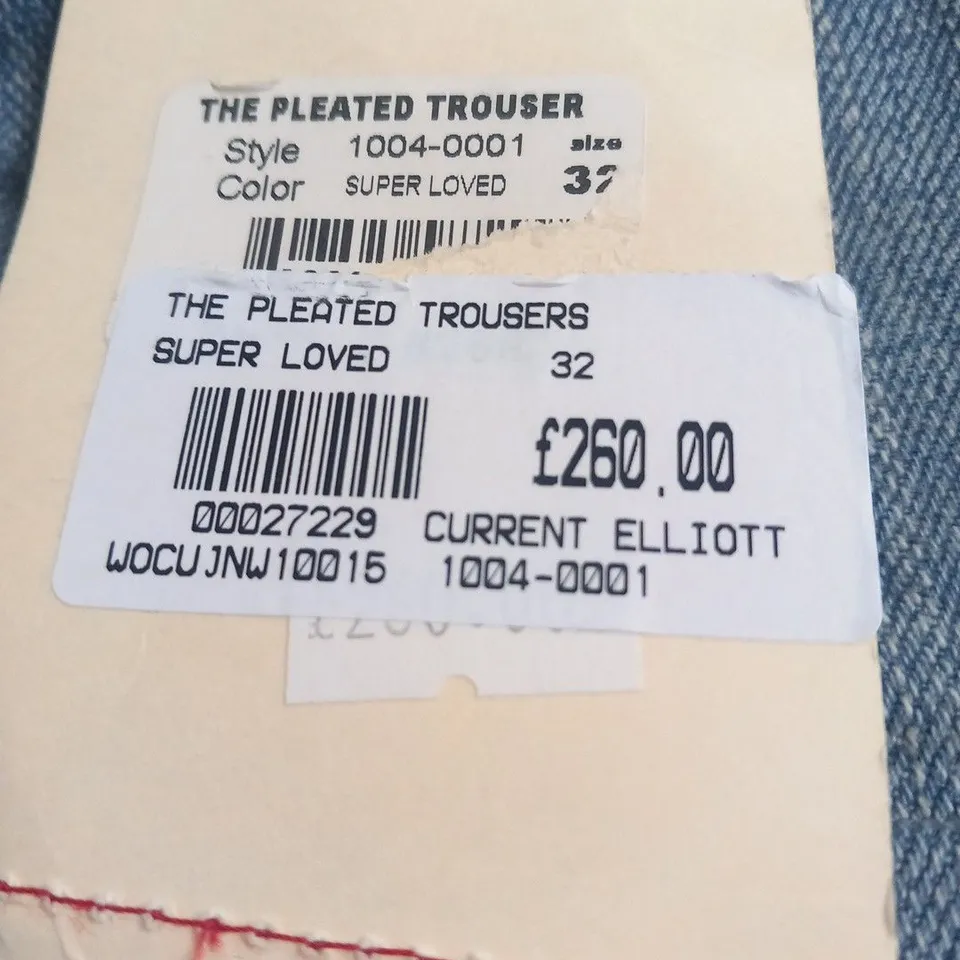 THE PLEATED TROUSER
Style 1004-0001 size
Color SUPER LOVED 32
THE PLEATED TROUSERS
SUPER LOVED 32
£260.00
00027229 CURRENT ELLIOTT
WOCUJNW10015 1004-0001